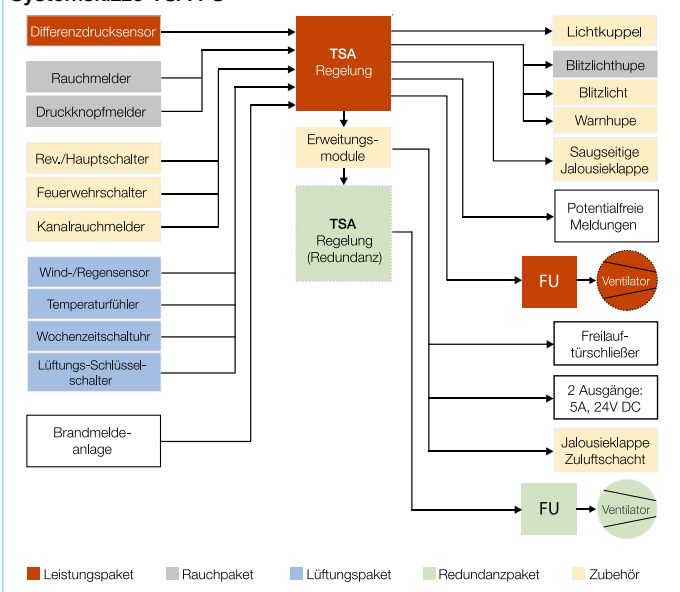 Differenzdrucksensor
Rauchmelder
Druckknopfmelder
Rev./Hauptschalter
Feuerwehrschalter
Kanalrauchmelder
Wind-/Regensensor
Temperaturfühler
Wochenzeitschaltuhr
Lüftungs-Schlüssel-
schalter
Brandmelde-
anlage
TSA
Regelung
Erweitungs-
module
TSA
Regelung
(Redundanz)
Lichtkuppel
Blitzlichthupe
Blitzlicht
Warnhupe
Saugseitige
Jalousieklappe
Potentialfreie
Meldungen
FU
Ventilator
Freilauf-
türschließer
2 Ausgänge:
5A, 24V DC
Jalousieklappe
Zuluftschacht
FU
Ventilator
Leistungspaket
Rauchpaket
Lüftungspaket
Redundanzpaket
Zubehör